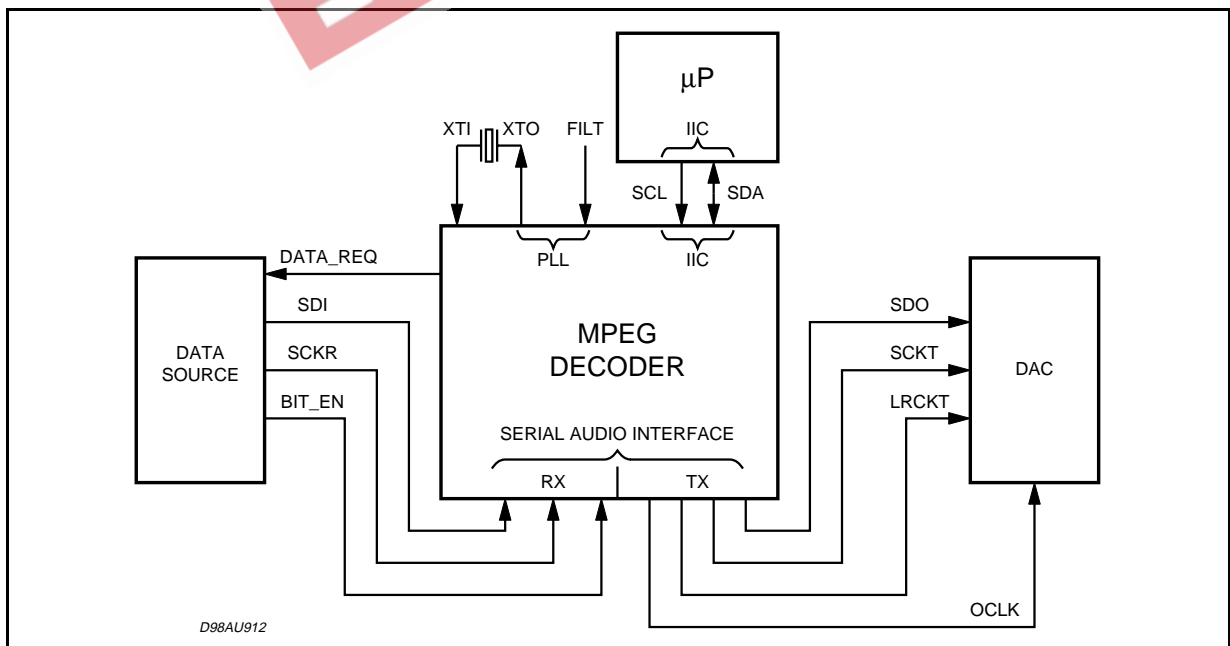 μP
XTI
XTO
FILT
IIC
SCL
SDA
PLL
IIC
DATA_REQ
SDI
SCKR
BIT_EN
DATA
SOURCE
MPEG
DECODER
SDO
SCKT
LRCKT
DAC
SERIAL AUDIO INTERFACE
RX
TX
OCLK
D98AU912